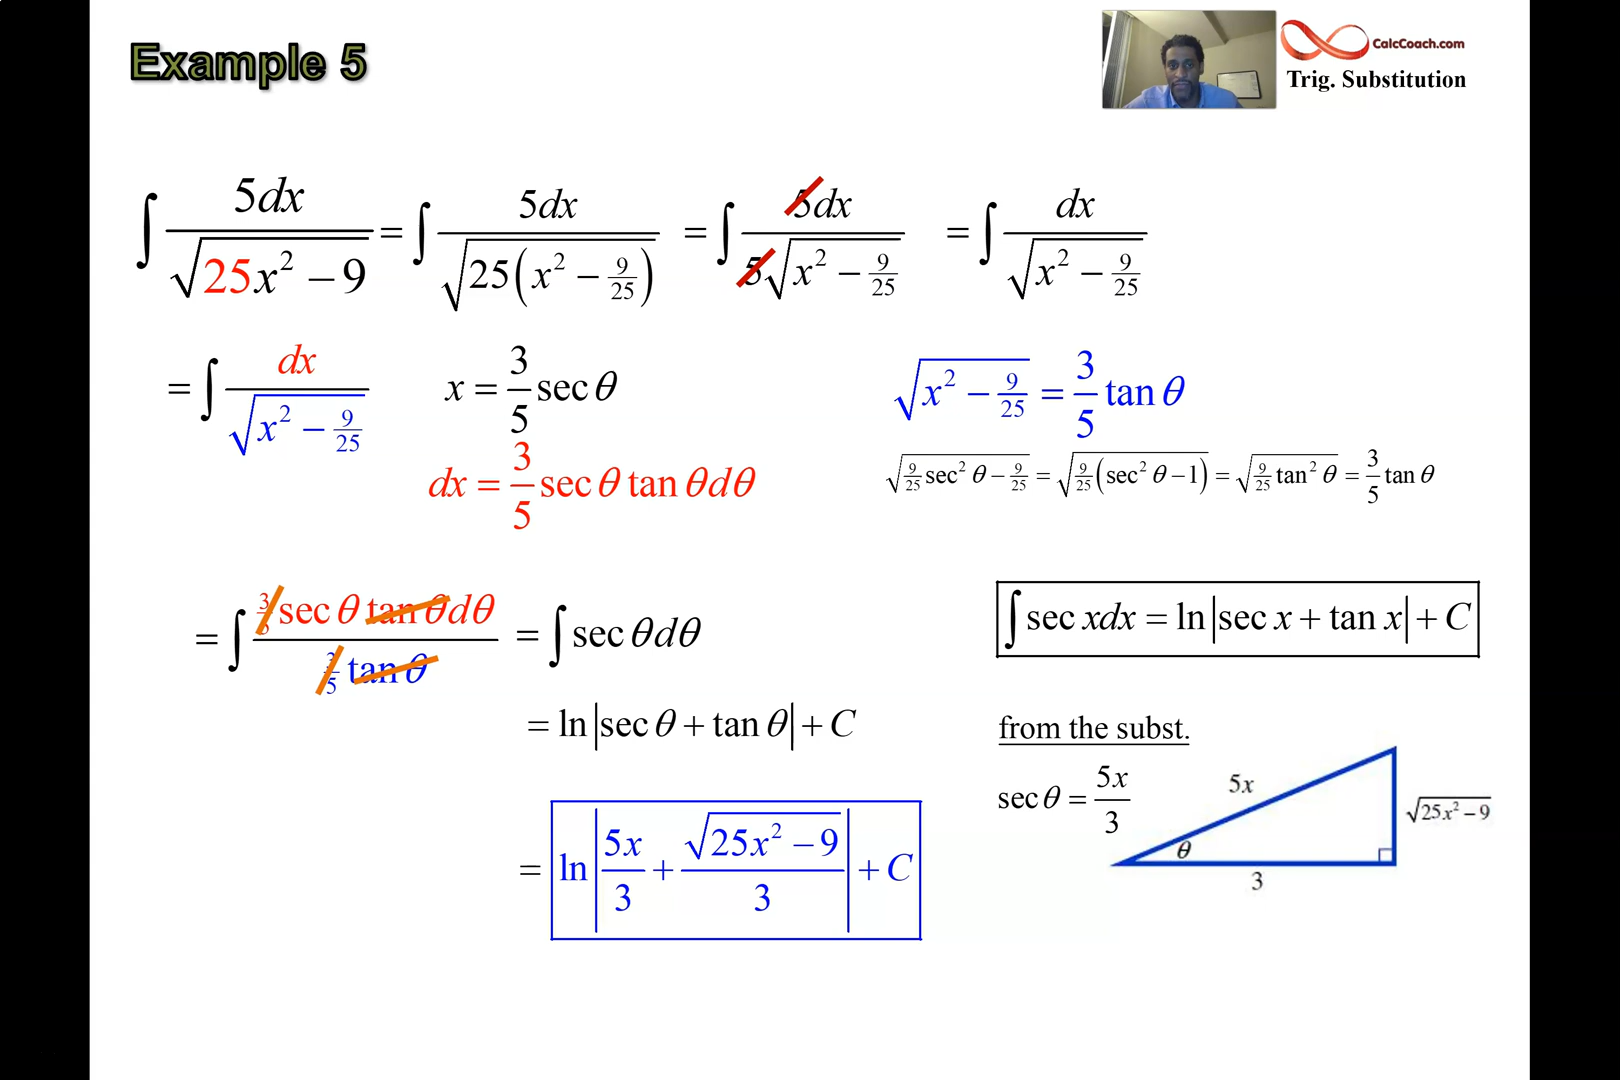 Example 5
CalcCoach.com
Trig. Substitution
∫ 5dx / √(25x² − 9) = ∫ 5dx / √(25(x² − 9/25)) = ∫ 5dx / 5√(x² − 9/25) = ∫ dx / √(x² − 9/25)
= ∫ dx / √(x² − 9/25)
x = 3/5 sec θ
√(x² − 9/25) = 3/5 tan θ
dx = 3/5 sec θ tan θ dθ
√(9/25 sec² θ − 9/25) = √(9/25 (sec² θ − 1)) = √(9/25 tan² θ) = 3/5 tan θ
= ∫ 3/5 sec θ tan θ dθ / 3/5 tan θ = ∫ sec θ dθ
∫ sec xdx = ln |sec x + tan x| + C
= ln |sec θ + tan θ| + C
from the subst.
sec θ = 5x/3
5x
√(25x² − 9)
θ
3
= ln |5x/3 + √(25x² − 9)/3| + C